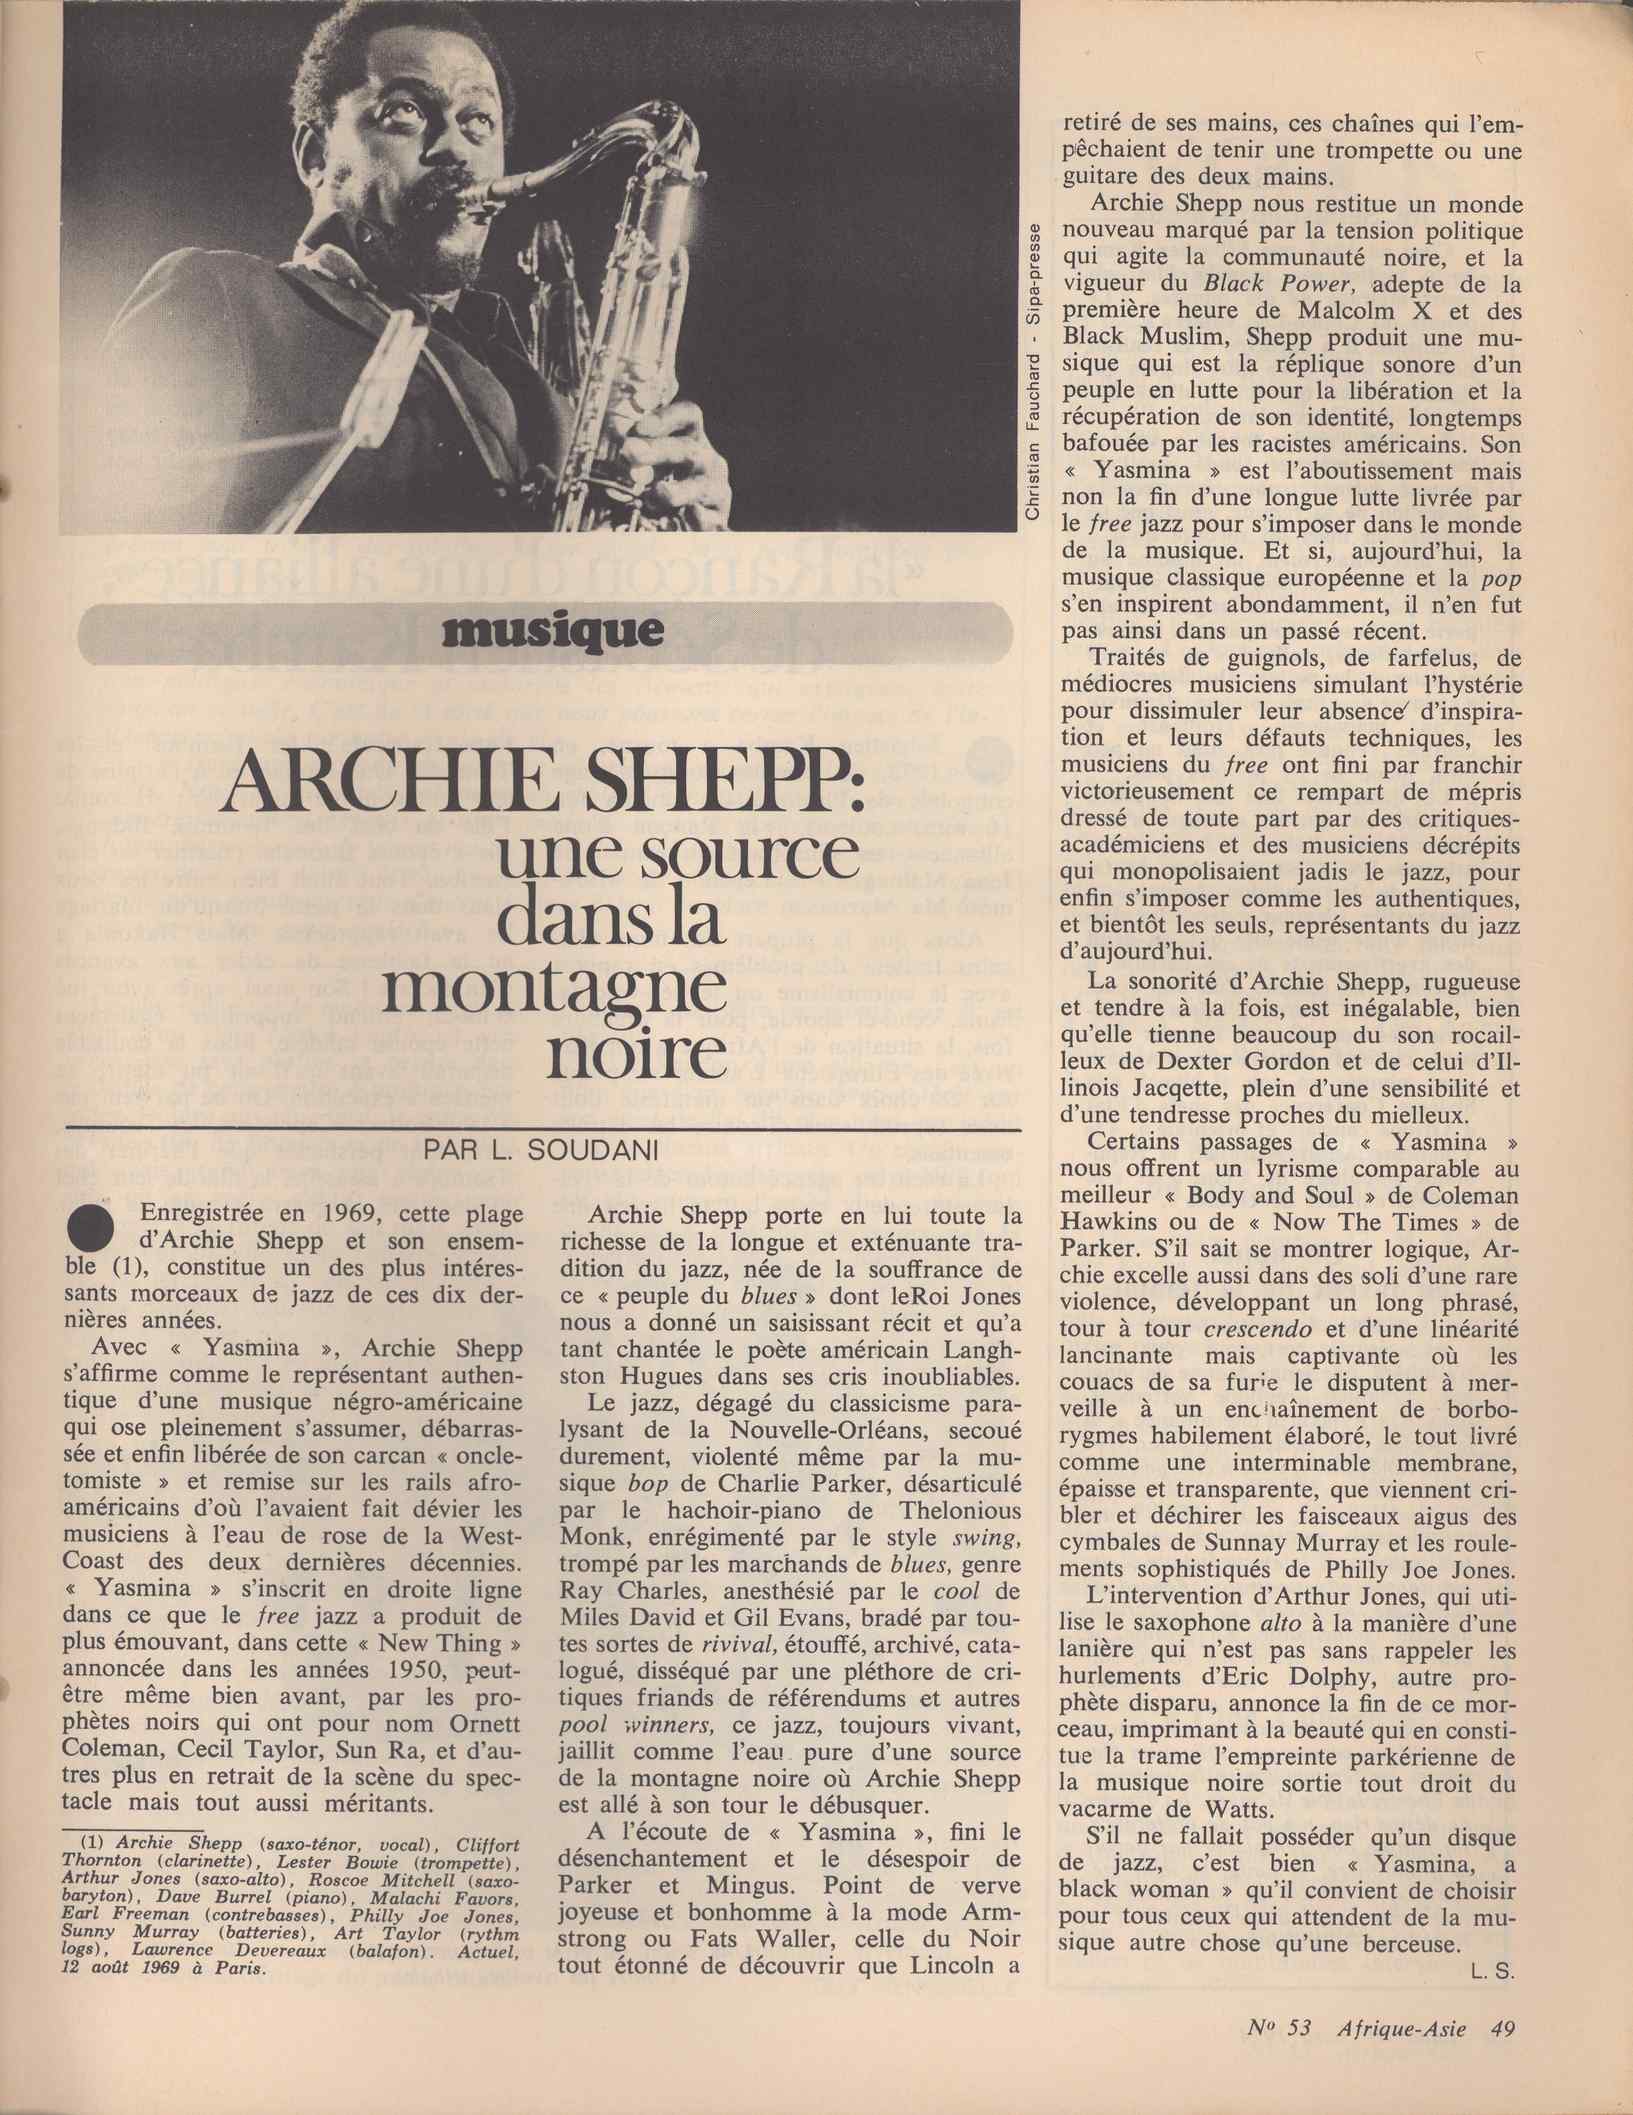 Christian Fauchard - Sipa-presse
musique
ARCHIE SHEPP:
une source
dans la
montagne
noire
PAR L. SOUDANI
Enregistrée en 1969, cette plage
d'Archie Shepp et son ensem-
ble (1), constitue un des plus intéres-
sants morceaux de jazz de ces dix der-
nières années.
Avec « Yasmina », Archie Shepp
s'affirme comme le représentant authen-
tique d'une musique négro-américaine
qui ose pleinement s'assumer, débarras-
sée et enfin libérée de son carcan « oncle-
tomiste » et remise sur les rails afro-
américains d'où l'avaient fait dévier les
musiciens à l'eau de rose de la West-
Coast des deux dernières décennies.
« Yasmina » s'inscrit en droite ligne
dans ce que le free jazz a produit de
plus émouvant, dans cette « New Thing »
annoncée dans les années 1950, peut-
être même bien avant, par les pro-
phètes noirs qui ont pour nom Ornett
Coleman, Cecil Taylor, Sun Ra, et d'au-
tres plus en retrait de la scène du spec-
tacle mais tout aussi méritants.
(1) Archie Shepp (saxo-ténor, vocal), Cliffort
Thornton (clarinette), Lester Bowie (trompette),
Arthur Jones (saxo-alto), Roscoe Mitchell (saxo-
baryton), Dave Burrel (piano), Malachi Favors,
Earl Freeman (contrebasses), Philly Joe Jones,
Sunny Murray (batteries), Art Taylor (rythm
logs), Lawrence Devereaux (balafon). Actuel,
12 août 1969 à Paris.
Archie Shepp porte en lui toute la
richesse de la longue et exténuante tra-
dition du jazz, née de la souffrance de
ce « peuple du blues » dont leRoi Jones
nous a donné un saisissant récit et qu'a
tant chantée le poète américain Langh-
ston Hugues dans ses cris inoubliables.
Le jazz, dégagé du classicisme para-
lysant de la Nouvelle-Orléans, secoué
durement, violenté même par la mu-
sique bop de Charlie Parker, désarticulé
par le hachoir-piano de Thelonious
Monk, enrégimenté par le style swing,
trompé par les marchands de blues, genre
Ray Charles, anesthésié par le cool de
Miles David et Gil Evans, bradé par tou-
tes sortes de rivival, étouffé, archivé, cata-
logué, disséqué par une pléthore de cri-
tiques friands de référendums et autres
pool winners, ce jazz, toujours vivant,
jaillit comme l'eau pure d'une source
de la montagne noire où Archie Shepp
est allé à son tour le débusquer.
A l'écoute de « Yasmina », fini le
désenchantement et le désespoir de
Parker et Mingus. Point de verve
joyeuse et bonhomme à la mode Arm-
strong ou Fats Waller, celle du Noir
tout étonné de découvrir que Lincoln a
retiré de ses mains, ces chaînes qui l'em-
pêchaient de tenir une trompette ou une
guitare des deux mains.
Archie Shepp nous restitue un monde
nouveau marqué par la tension politique
qui agite la communauté noire, et la
vigueur du Black Power, adepte de la
première heure de Malcolm X et des
Black Muslim, Shepp produit une mu-
sique qui est la réplique sonore d'un
peuple en lutte pour la libération et la
récupération de son identité, longtemps
bafouée par les racistes américains. Son
« Yasmina » est l'aboutissement mais
non la fin d'une longue lutte livrée par
le free jazz pour s'imposer dans le monde
de la musique. Et si, aujourd'hui, la
musique classique européenne et la pop
s'en inspirent abondamment, il n'en fut
pas ainsi dans un passé récent.
Traités de guignols, de farfelus, de
médiocres musiciens simulant l'hystérie
pour dissimuler leur absence d'inspira-
tion et leurs défauts techniques, les
musiciens du free ont fini par franchir
victorieusement ce rempart de mépris
dressé de toute part par des critiques-
académiciens et des musiciens décrépits
qui monopolisaient jadis le jazz, pour
enfin s'imposer comme les authentiques,
et bientôt les seuls, représentants du jazz
d'aujourd'hui.
La sonorité d'Archie Shepp, rugueuse
et tendre à la fois, est inégalable, bien
qu'elle tienne beaucoup du son rocail-
leux de Dexter Gordon et de celui d'Il-
linois Jacqette, plein d'une sensibilité et
d'une tendresse proches du mielleux.
Certains passages de « Yasmina »
nous offrent un lyrisme comparable au
meilleur « Body and Soul » de Coleman
Hawkins ou de « Now The Times » de
Parker. S'il sait se montrer logique, Ar-
chie excelle aussi dans des soli d'une rare
violence, développant un long phrasé,
tour à tour crescendo et d'une linéarité
lancinante mais captivante où les
couacs de sa furie le disputent à mer-
veille à un enchaînement de borbo-
rygmes habilement élaboré, le tout livré
comme une interminable membrane,
épaisse et transparente, que viennent cri-
bler et déchirer les faisceaux aigus des
cymbales de Sunnay Murray et les roule-
ments sophistiqués de Philly Joe Jones.
L'intervention d'Arthur Jones, qui uti-
lise le saxophone alto à la manière d'une
lanière qui n'est pas sans rappeler les
hurlements d'Eric Dolphy, autre pro-
phète disparu, annonce la fin de ce mor-
ceau, imprimant à la beauté qui en consti-
tue la trame l'empreinte parkérienne de
la musique noire sortie tout droit du
vacarme de Watts.
S'il ne fallait posséder qu'un disque
de jazz, c'est bien « Yasmina, a
black woman » qu'il convient de choisir
pour tous ceux qui attendent de la mu-
sique autre chose qu'une berceuse.
L. S.
Nº 53 Afrique-Asie 49